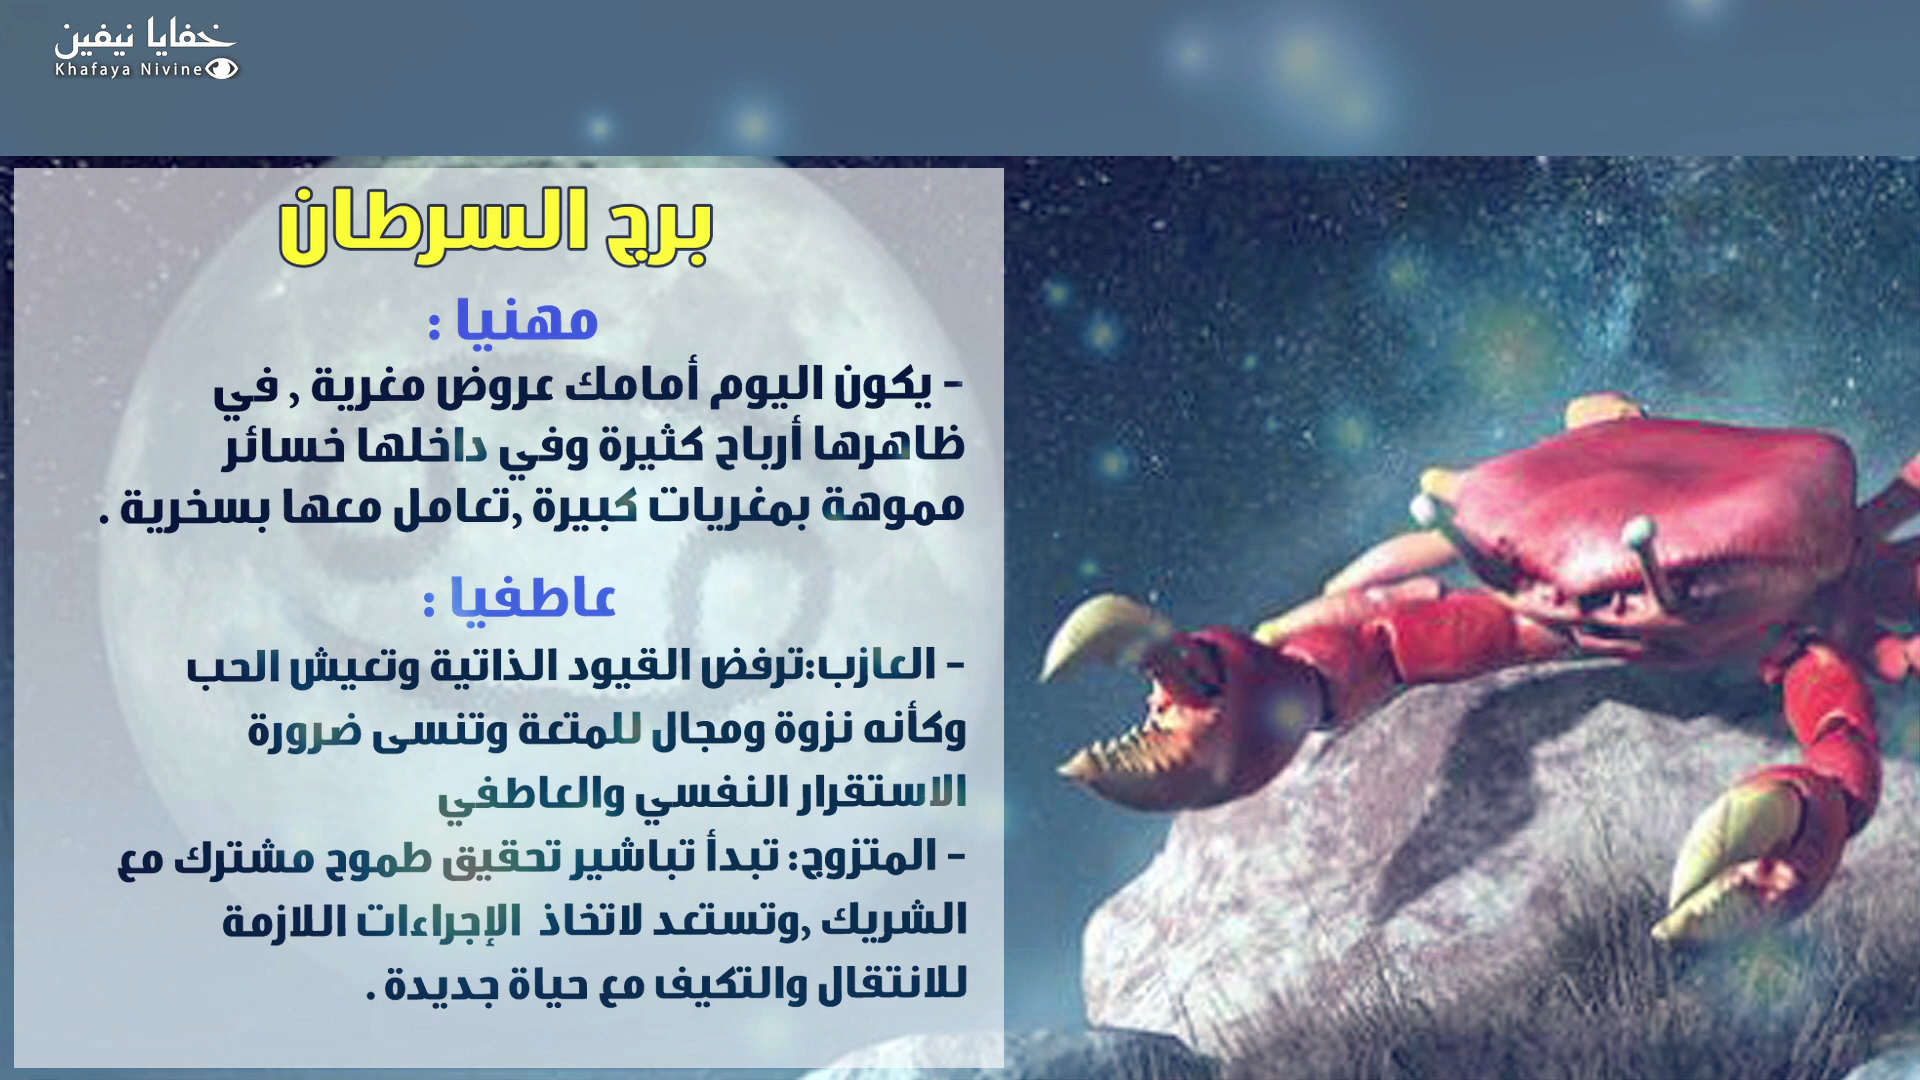 خفايا نيفين
Khafaya Nivine
برج السرطان
مهنيا :
- يكون اليوم أمامك عروض مغرية , في
ظاهرها أرباح كثيرة وفي داخلها خسائر
مموهة بمغريات كبيرة ,تعامل معها بسخرية .
عاطفيا :
- العازب:ترفض القيود الذاتية وتعيش الحب
وكأنه نزوة ومجال للمتعة وتنسى ضرورة
الاستقرار النفسي والعاطفي
- المتزوج: تبدأ تباشير تحقيق طموح مشترك مع
الشريك ,وتستعد لاتخاذ الإجراءات اللازمة
للانتقال والتكيف مع حياة جديدة .